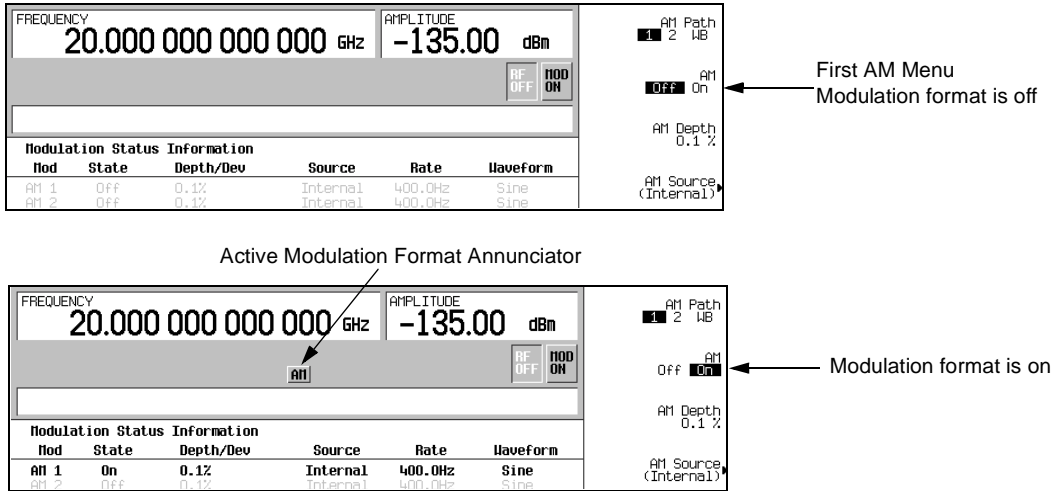 FREQUENCY
20.000 000 000 000 GHz
AMPLITUDE
-135.00 dBm
RF OFF
MOD ON
AM Path
1 2 WB
AM
Off On
AM Depth
0.1 %
AM Source
(Internal)
First AM Menu
Modulation format is off
Modulation Status Information
Mod State Depth/Dev Source Rate Waveform
AM 1 Off 0.1% Internal 400.0Hz Sine
AM 2 Off 0.1% Internal 400.0Hz Sine
Active Modulation Format Annunciator
FREQUENCY
20.000 000 000 000 GHz
AMPLITUDE
-135.00 dBm
AM
RF OFF
MOD ON
AM Path
1 2 WB
AM
Off On
AM Depth
0.1 %
AM Source
(Internal)
Modulation format is on
Modulation Status Information
Mod State Depth/Dev Source Rate Waveform
AM 1 On 0.1% Internal 400.0Hz Sine
AM 2 Off 0.1% Internal 400.0Hz Sine